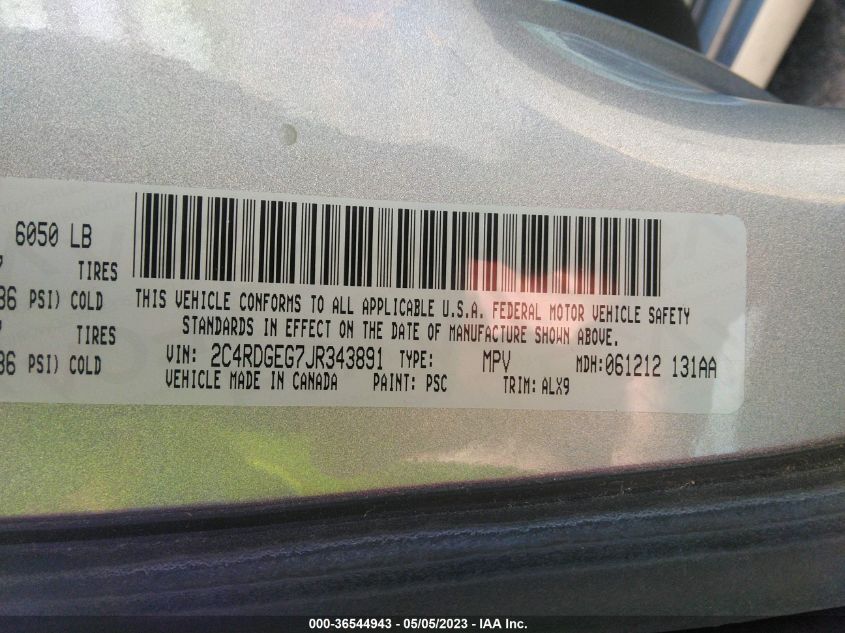 6050 LB
TIRES
PSI) COLD
TIRES
PSI) COLD
THIS VEHICLE CONFORMS TO ALL APPLICABLE U.S.A. FEDERAL MOTOR VEHICLE SAFETY
STANDARDS IN EFFECT ON THE DATE OF MANUFACTURE SHOWN ABOVE.
VIN: 2C4RDGEG7JR343891 TYPE: MPV MDH: 061212 131AA
VEHICLE MADE IN CANADA PAINT: PSC TRIM: ALX9
000-36544943 - 05/05/2023 - IAA Inc.